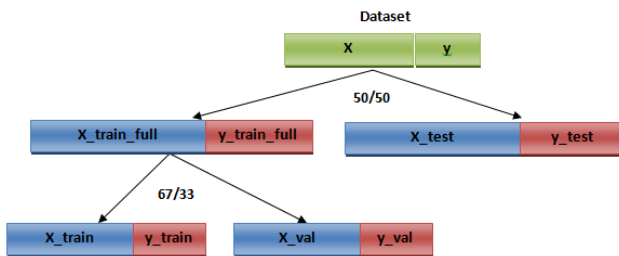 Dataset
X y
50/50
X_train_full y_train_full X_test y_test
67/33
X_train y_train X_val y_val